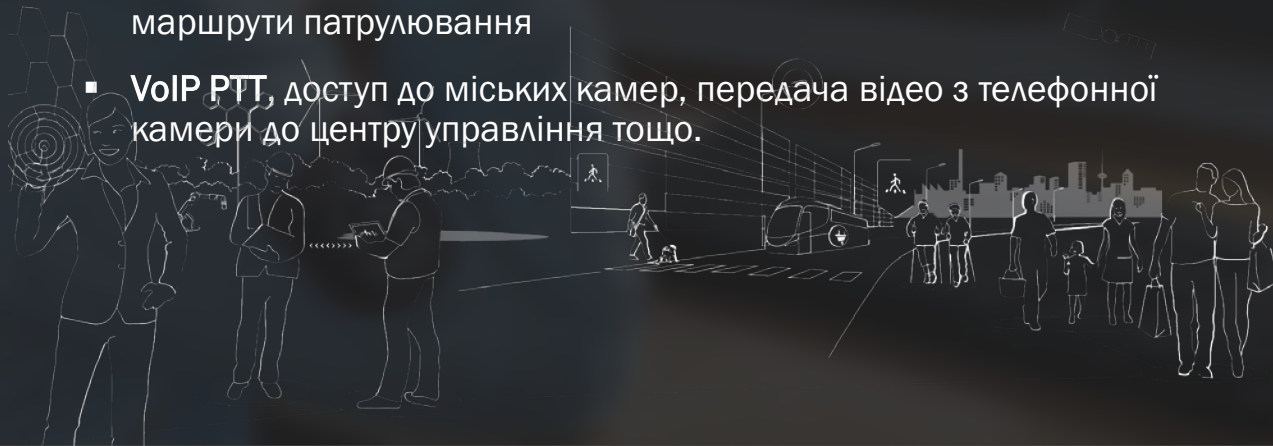 маршрути патрулювання
▪ VoIP PTT, доступ до міських камер, передача відео з телефонної
камери до центру управління тощо.